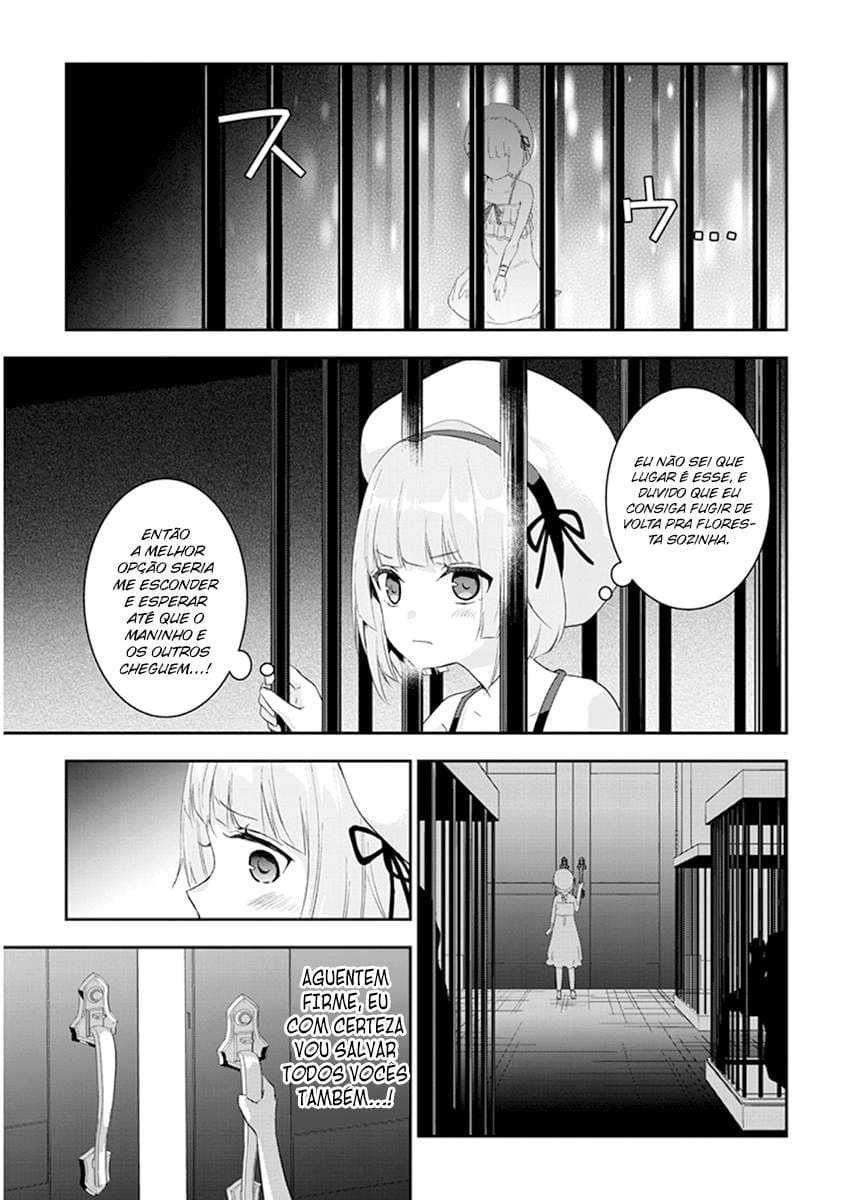 ス
ゥ…
EU NÃO SEI QUE
LUGAR É ESSE, E
DUVIDO QUE EU
CONSIGA FUGIR DE
VOLTA PRA FLORES-
TA SOZINHA.
ENTÃO
A MELHOR
OPÇÃO SERIA
ME ESCONDER
E ESPERAR
ATÉ QUE O
MANINHO E
OS OUTROS
CHEGUEM...!
AGUENTEM
FIRME, EU
COM CERTEZA
VOU SALVAR
TODOS VOCÊS
TAMBÉM...!